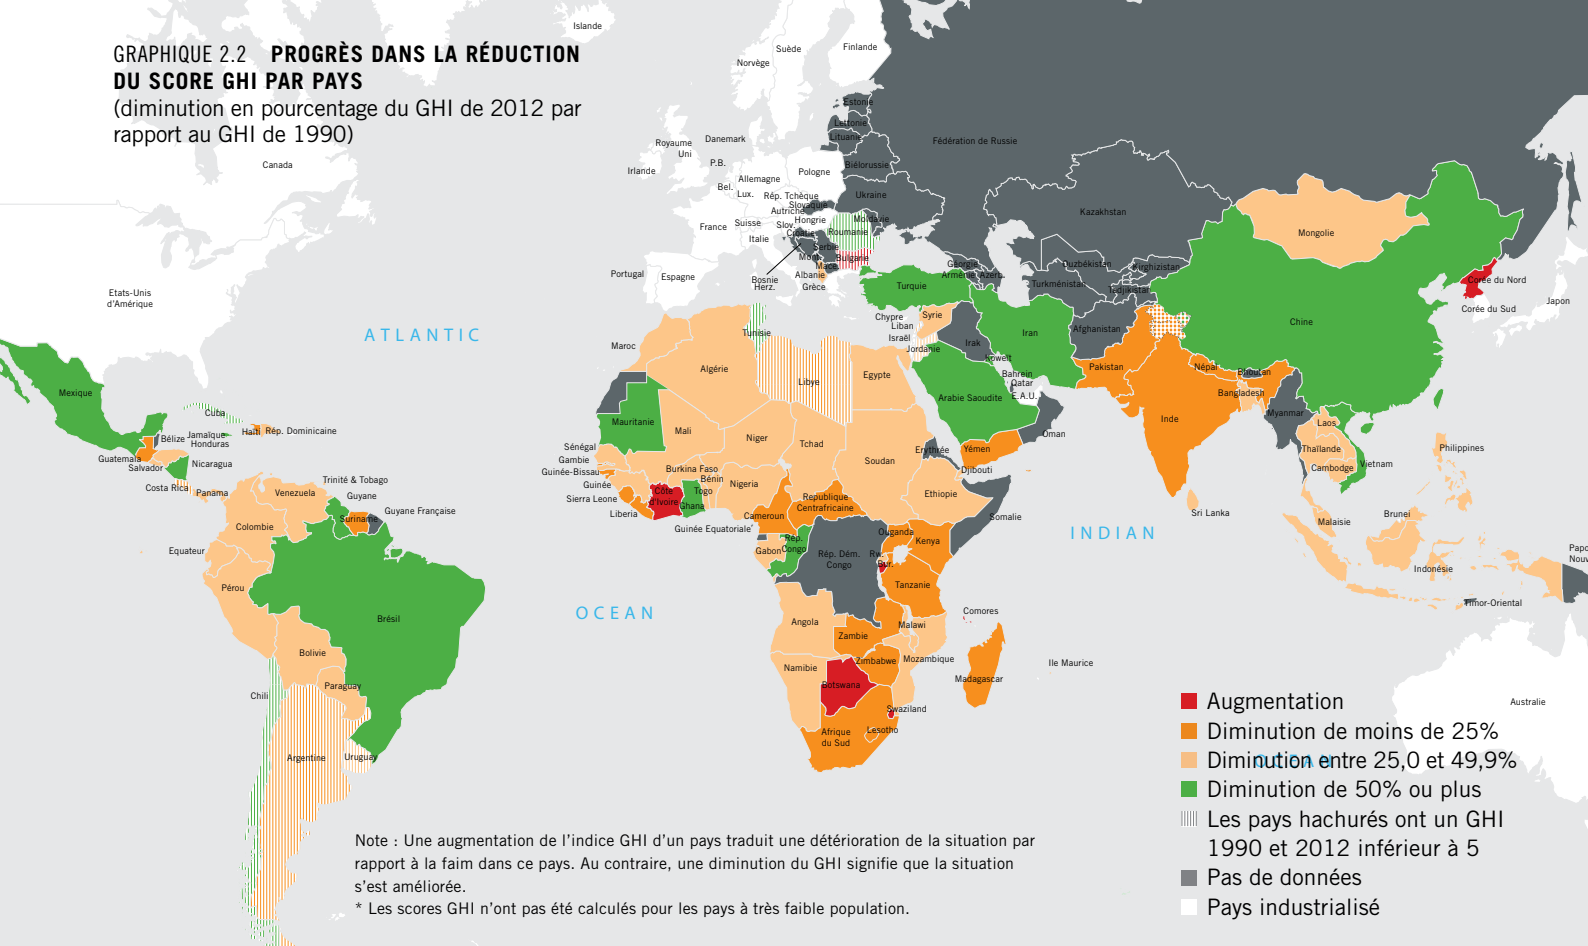 GRAPHIQUE 2.2 PROGRÈS DANS LA RÉDUCTION
DU SCORE GHI PAR PAYS
(diminution en pourcentage du GHI de 2012 par
rapport au GHI de 1990)
Islande
Suède
Finlande
Norvège
Estonie
Lettonie
Lituanie
Fédération de Russie
Royaume
Uni
Danemark
Canada
Irlande
P.B.
Pologne
Biélorussie
Bel.
Allemagne
Lux.
Rép. Tchèque
Slovaquie
Ukraine
Autriche
Hongrie
Moldavie
Kazakhstan
France
Suisse
Slov.
Croatie
Roumanie
Italie
Serbie
Mongolie
Mont.
Bulgarie
Mace.
Portugal
Espagne
Bosnie
Herz.
Albanie
Grèce
Géorgie
Arménie
Azerb.
Ouzbékistan
Kirghizistan
Turkménistan
Tadjikistan
Corée du Nord
Turquie
Etats-Unis
d'Amérique
Corée du Sud
Japon
Chypre
Liban
Syrie
Israël
Jordanie
Irak
Iran
Afghanistan
Chine
ATLANTIC
Tunisie
Maroc
Algérie
Libye
Egypte
Koweït
Bahrein
Qatar
E.A.U.
Pakistan
Népal
Bhoutan
Bangladesh
Mexique
Arabie Saoudite
Inde
Myanmar
Cuba
Mauritanie
Mali
Niger
Tchad
Soudan
Erythrée
Yémen
Oman
Laos
Haïti
Rép. Dominicaine
Jamaïque
Bélize
Honduras
Guatemala
Salvador
Nicaragua
Costa Rica
Panama
Sénégal
Gambie
Guinée-Bissau
Guinée
Sierra Leone
Liberia
Burkina Faso
Bénin
Togo
Côte
d'Ivoire
Ghana
Nigeria
Djibouti
Thaïlande
Cambodge
Vietnam
Philippines
Trinité & Tobago
Venezuela
Guyane
Guyane Française
Suriname
Colombie
Equateur
Guinée Equatoriale
Cameroun
Republique
Centrafricaine
Ethiopie
Somalie
Sri Lanka
Brunei
Malaisie
INDIAN
Gabon
Rép.
Congo
Rép. Dém.
Congo
Ouganda
Kenya
Rw.
Bur.
Tanzanie
Indonésie
Papo
Nouv
Pérou
Brésil
OCEAN
Angola
Comores
Timor-Oriental
Malawi
Zambie
Bolivie
Namibie
Zimbabwe
Mozambique
Ile Maurice
Paraguay
Botswana
Madagascar
Chili
Swaziland
Afrique
du Sud
Lesotho
Argentine
Uruguay
Australie
OCEAN
Augmentation
Diminution de moins de 25%
Diminution entre 25,0 et 49,9%
Diminution de 50% ou plus
Les pays hachurés ont un GHI
1990 et 2012 inférieur à 5
Pas de données
Pays industrialisé
Note : Une augmentation de l'indice GHI d'un pays traduit une détérioration de la situation par
rapport à la faim dans ce pays. Au contraire, une diminution du GHI signifie que la situation
s'est améliorée.
* Les scores GHI n'ont pas été calculés pour les pays à très faible population.